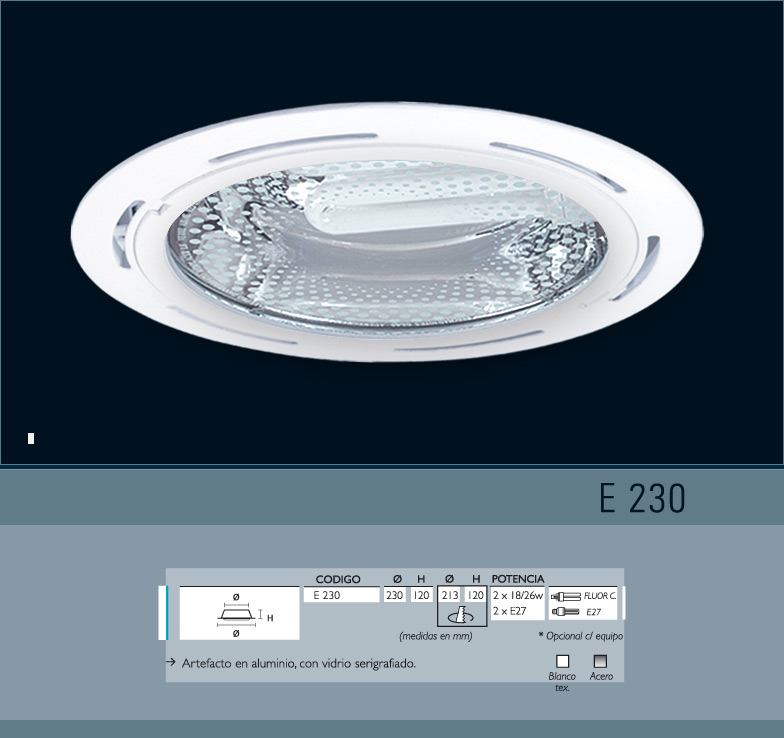 E 230
CODIGO Ø H Ø H POTENCIA
E 230 230 120 213 120 2 x 18/26w FLUOR C.
2 x E27 E27
Ø
H
Ø
(medidas en mm) * Opcional c/ equipo
→ Artefacto en aluminio, con vidrio serigrafiado.
Blanco tex. Acero